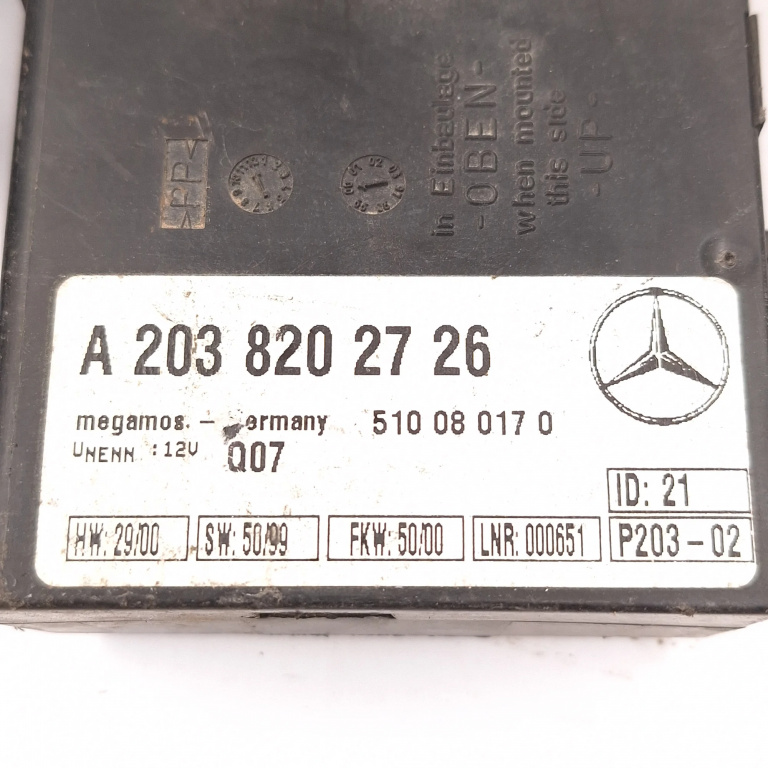 in Einbaulage
-OBEN-
when mounted
this side
-UP-
>PP<
A 203 820 27 26
megamos. - ermany 510 08 017 0
UNENN :12V Q07
ID: 21
HW: 29/00 SW: 50/99 FKW: 50/00 LNR: 000651 P203-02